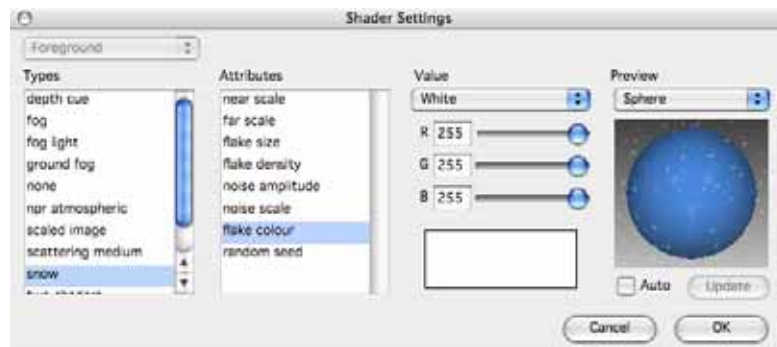 Shader Settings
Foreground
Types
depth cue
fog
fog light
ground fog
none
npr atmospheric
scaled image
scattering medium
snow
Attributes
near scale
far scale
flake size
flake density
noise amplitude
noise scale
flake colour
random seed
Value
White
R 255
G 255
B 255
Preview
Sphere
Auto
Update
Cancel
OK